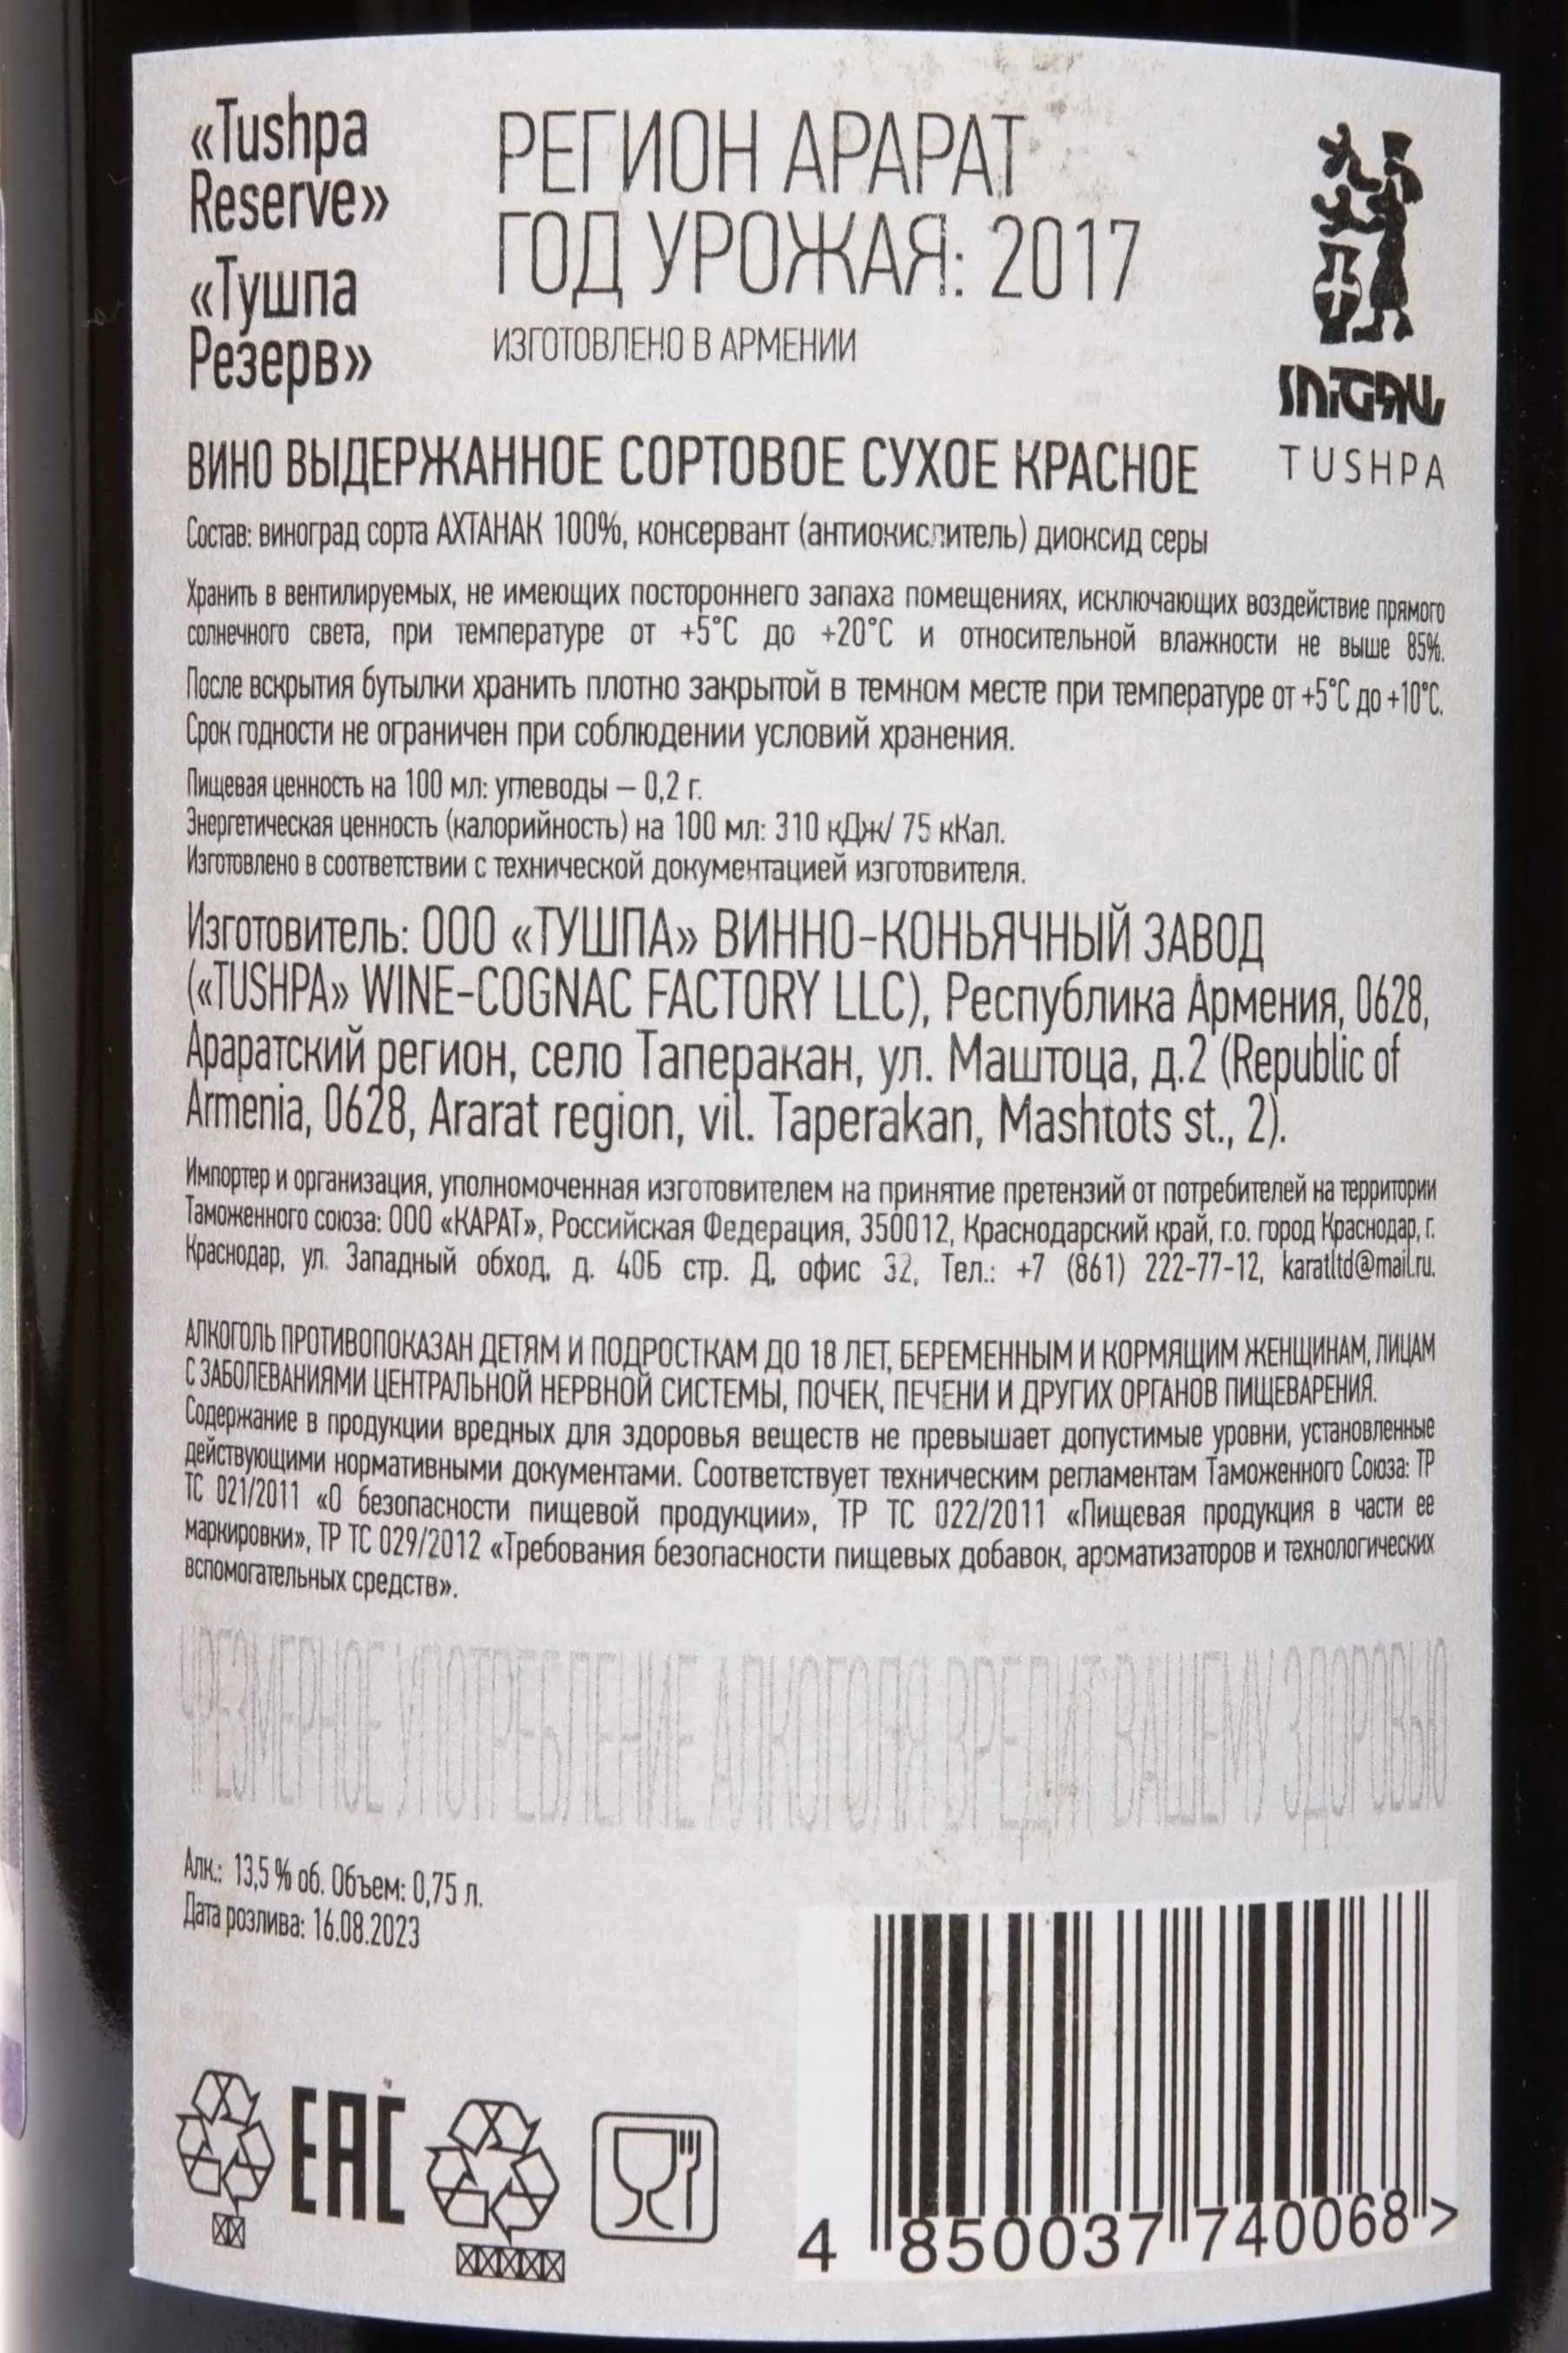 «Tushpa
Reserve»
«Тушпа
Резерв»
РЕГИОН АРАРАТ
ГОД УРОЖАЯ: 2017
ИЗГОТОВЛЕНО В АРМЕНИИ
TUSHPA
ВИНО ВЫДЕРЖАННОЕ СОРТОВОЕ СУХОЕ КРАСНОЕ
Состав: виноград сорта АХТАНАК 100%, консервант (антиокислитель) диоксид серы
Хранить в вентилируемых, не имеющих постороннего запаха помещениях, исключающих воздействие прямого
солнечного света, при температуре от +5°С до +20°С и относительной влажности не выше 85%.
После вскрытия бутылки хранить плотно закрытой в темном месте при температуре от +5°С до +10°С.
Срок годности не ограничен при соблюдении условий хранения.
Пищевая ценность на 100 мл: углеводы – 0,2 г.
Энергетическая ценность (калорийность) на 100 мл: 310 кДж/ 75 кКал.
Изготовлено в соответствии с технической документацией изготовителя.
Изготовитель: ООО «ТУШПА» ВИННО-КОНЬЯЧНЫЙ ЗАВОД
(«TUSHPA» WINE-COGNAC FACTORY LLC), Республика Армения, 0628,
Араратский регион, село Таперакан, ул. Маштоца, д.2 (Republic of
Armenia, 0628, Ararat region, vil. Taperakan, Mashtots st., 2).
Импортер и организация, уполномоченная изготовителем на принятие претензий от потребителей на территории
Таможенного союза: ООО «КАРАТ», Российская Федерация, 350012, Краснодарский край, г.о. город Краснодар, г.
Краснодар, ул. Западный обход, д. 40Б стр. Д, офис 32, Тел.: +7 (861) 222-77-12, karatltd@mail.ru.
АЛКОГОЛЬ ПРОТИВОПОКАЗАН ДЕТЯМ И ПОДРОСТКАМ ДО 18 ЛЕТ, БЕРЕМЕННЫМ И КОРМЯЩИМ ЖЕНЩИНАМ, ЛИЦАМ
С ЗАБОЛЕВАНИЯМИ ЦЕНТРАЛЬНОЙ НЕРВНОЙ СИСТЕМЫ, ПОЧЕК, ПЕЧЕНИ И ДРУГИХ ОРГАНОВ ПИЩЕВАРЕНИЯ.
Содержание в продукции вредных для здоровья веществ не превышает допустимые уровни, установленные
действующими нормативными документами. Соответствует техническим регламентам Таможенного Союза: ТР
ТС 021/2011 «О безопасности пищевой продукции», ТР ТС 022/2011 «Пищевая продукция в части ее
маркировки», ТР ТС 029/2012 «Требования безопасности пищевых добавок, ароматизаторов и технологических
вспомогательных средств».
ЧРЕЗМЕРНОЕ УПОТРЕБЛЕНИЕ АЛКОГОЛЯ ВРЕДИТ ВАШЕМУ ЗДОРОВЬЮ
Алк.: 13,5 % об. Объем: 0,75 л.
Дата розлива: 16.08.2023
EAC
4 850037 740068 >